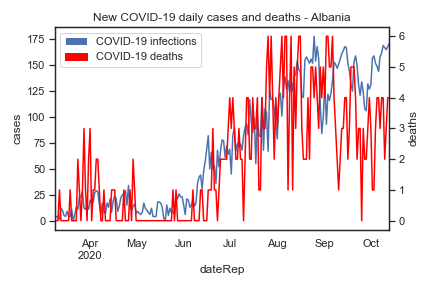 New COVID-19 daily cases and deaths - Albania
COVID-19 infections
COVID-19 deaths
cases
175
150
125
100
75
50
25
0
deaths
6
5
4
3
2
1
0
Apr
2020
May
Jun
Jul
Aug
Sep
Oct
dateRep